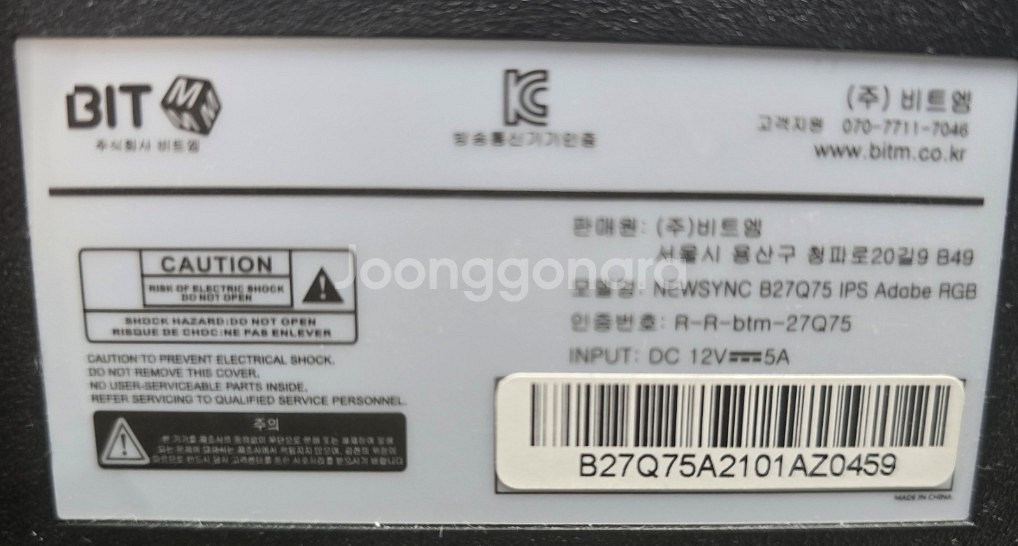 BIT MMM
주식회사 비트엠
KC
방송통신기기인증
(주) 비트엠
고객지원 070-7711-7046
www.bitm.co.kr
판매원: (주)비트엠
서울시 용산구 청파로20길9 B49
모델명: NEWSYNC B27Q75 IPS Adobe RGB
인증번호: R-R-btm-27Q75
INPUT: DC 12V⎓5A
CAUTION
RISK OF ELECTRIC SHOCK
DO NOT OPEN
SHOCK HAZARD:DO NOT OPEN
RISQUE DE CHOC:NE PAS ENLEVER
CAUTION:TO PREVENT ELECTRICAL SHOCK.
DO NOT REMOVE THIS COVER.
NO USER-SERVICEABLE PARTS INSIDE.
REFER SERVICING TO QUALIFIED SERVICE PERSONNEL.
주의
B27Q75A2101AZ0459
MADE IN CHINA
Joonggonara